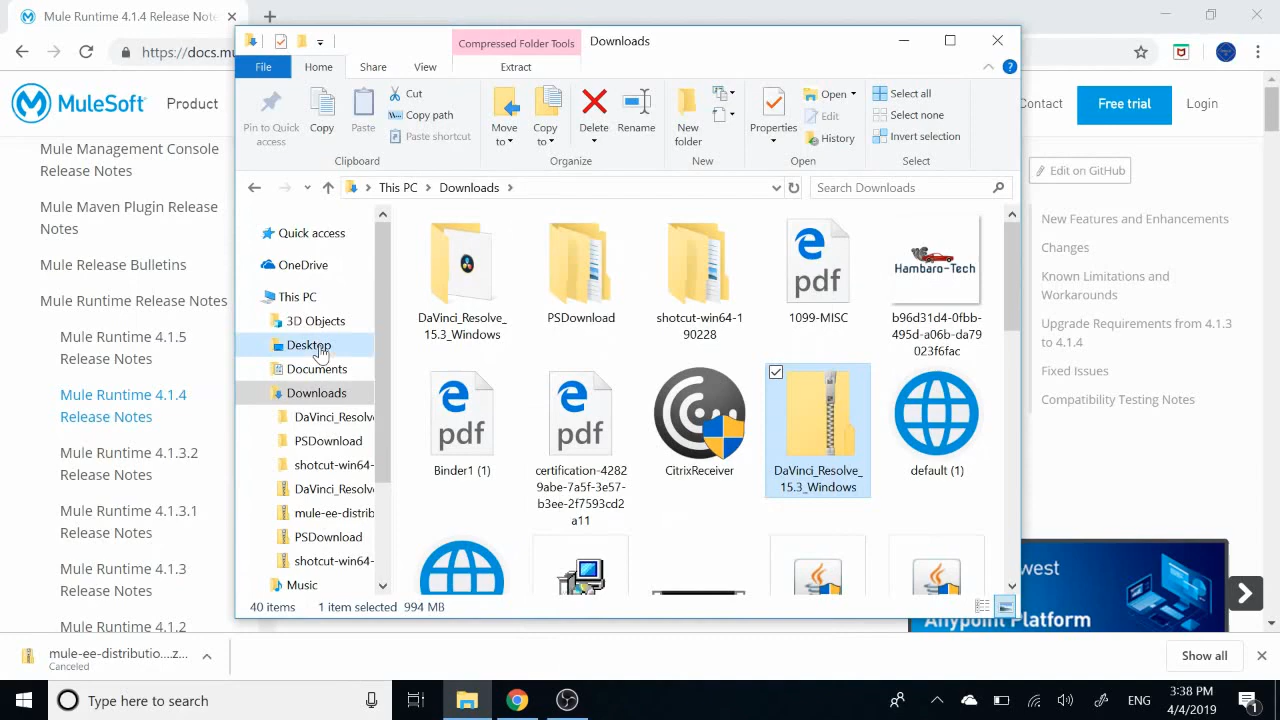 Mule Runtime 4.1.4 Release Note
https://docs.mu
MuleSoft
Product
Contact
Free trial
Login
Mule Management Console
Release Notes
Mule Maven Plugin Release
Notes
Mule Release Bulletins
Mule Runtime Release Notes
Mule Runtime 4.1.5
Release Notes
Mule Runtime 4.1.4
Release Notes
Mule Runtime 4.1.3.2
Release Notes
Mule Runtime 4.1.3.1
Release Notes
Mule Runtime 4.1.3
Release Notes
Mule Runtime 4.1.2
Compressed Folder Tools
Downloads
File
Home
Share
View
Extract
Pin to Quick
access
Copy
Paste
Cut
Copy path
Paste shortcut
Clipboard
Move
to
Copy
to
Delete
Rename
Organize
New
folder
New
Properties
Open
Edit
History
Open
Select all
Select none
Invert selection
Select
This PC
Downloads
Search Downloads
Quick access
OneDrive
This PC
3D Objects
Desktop
Documents
Downloads
DaVinci_Resolv
PSDownload
shotcut-win64-
DaVinci_Resolv
mule-ee-distrib
PSDownload
shotcut-win64-
Music
DaVinci_Resolve_
15.3_Windows
PSDownload
shotcut-win64-1
90228
pdf
1099-MISC
Hambaro-Tech
b96d31d4-0fbb-
495d-a06b-da79
023f6fac
pdf
Binder1 (1)
pdf
certification-4282
9abe-7a5f-3e57-
b3ee-2f7593cd2
a11
CitrixReceiver
DaVinci_Resolve_
15.3_Windows
default (1)
40 items
1 item selected
994 MB
Edit on GitHub
New Features and Enhancements
Changes
Known Limitations and
Workarounds
Upgrade Requirements from 4.1.3
to 4.1.4
Fixed Issues
Compatibility Testing Notes
west
Anypoint Platform
mule-ee-distributio....z...
Canceled
Show all
Type here to search
ENG
3:38 PM
4/4/2019
1